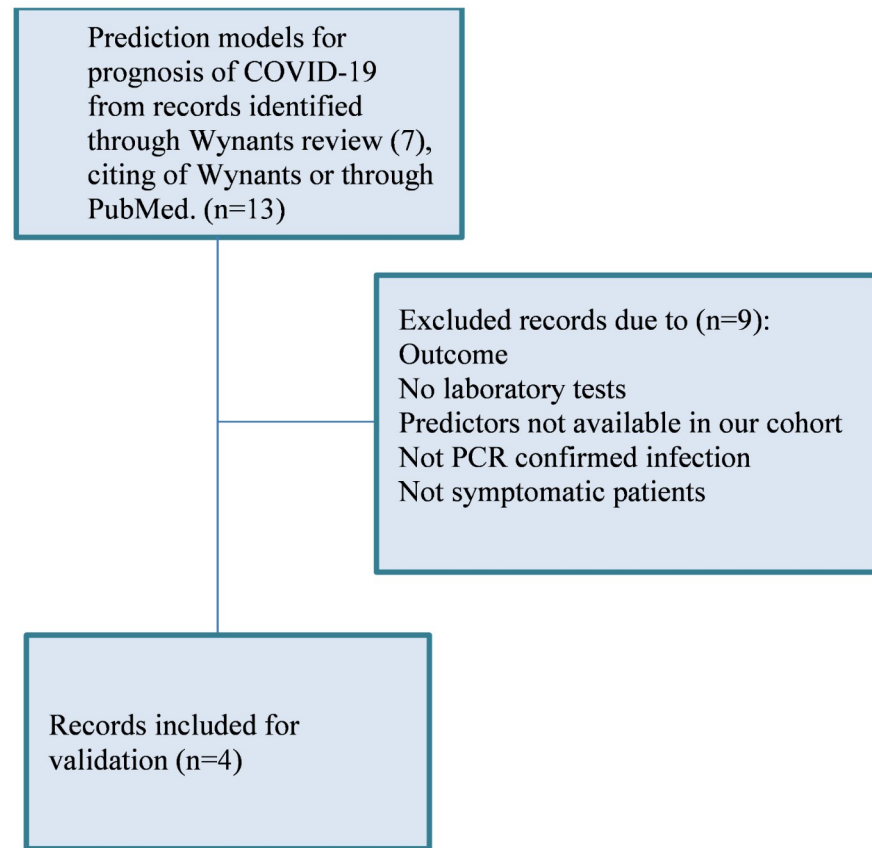 Prediction models for
prognosis of COVID-19
from records identified
through Wynants review (7),
citing of Wynants or through
PubMed. (n=13)
Excluded records due to (n=9):
Outcome
No laboratory tests
Predictors not available in our cohort
Not PCR confirmed infection
Not symptomatic patients
Records included for
validation (n=4)